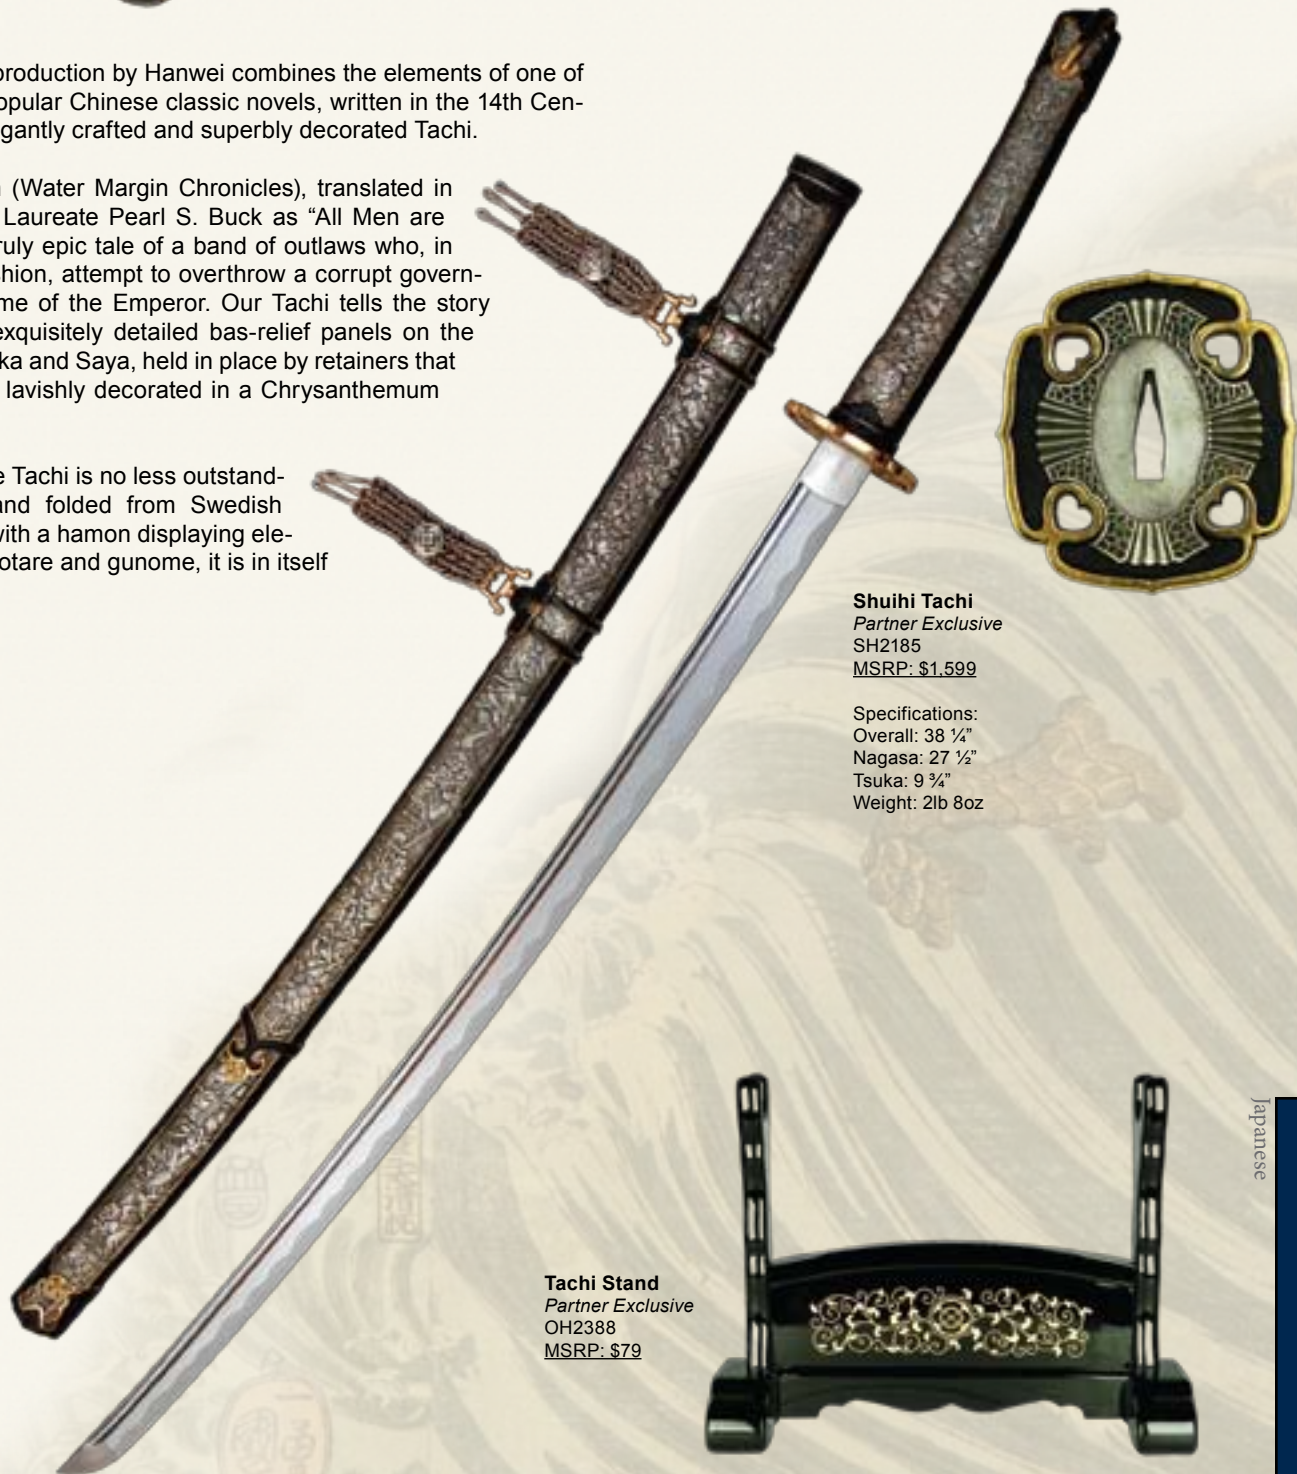 production by Hanwei combines the elements of one of
opular Chinese classic novels, written in the 14th Cen-
gantly crafted and superbly decorated Tachi.
(Water Margin Chronicles), translated in
Laureate Pearl S. Buck as “All Men are
ruly epic tale of a band of outlaws who, in
shion, attempt to overthrow a corrupt govern-
me of the Emperor. Our Tachi tells the story
exquisitely detailed bas-relief panels on the
ka and Saya, held in place by retainers that
lavishly decorated in a Chrysanthemum
e Tachi is no less outstand-
and folded from Swedish
with a hamon displaying ele-
otare and gunome, it is in itself
Shuihi Tachi
Partner Exclusive
SH2185
MSRP: $1,599
Specifications:
Overall: 38 ¼”
Nagasa: 27 ½”
Tsuka: 9 ¾”
Weight: 2lb 8oz
Japanese
Tachi Stand
Partner Exclusive
OH2388
MSRP: $79